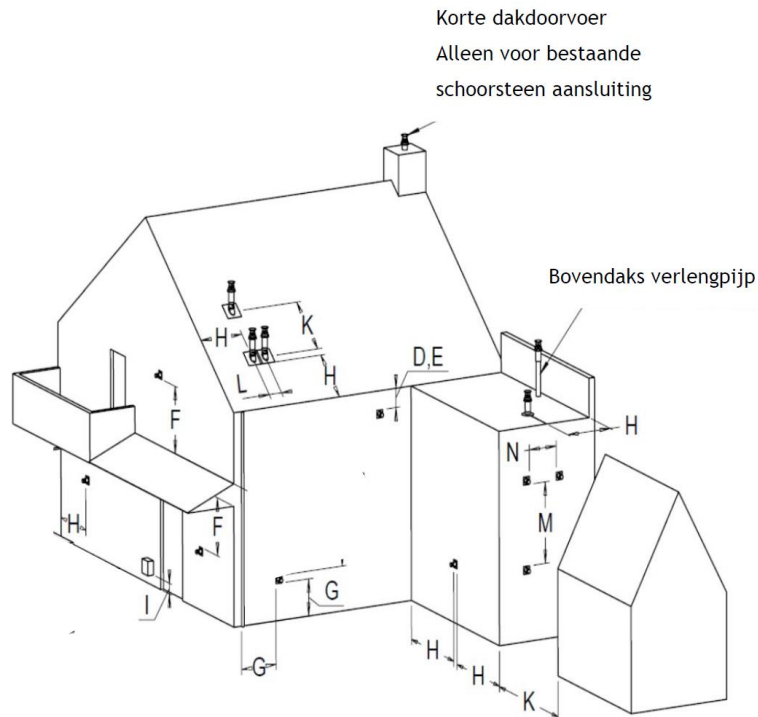 Korte dakdoorvoer
Alleen voor bestaande
schoorsteen aansluiting
Bovendaks verlengpijp
H
K
L
H
D,E
F
H
N
H
F
M
I
G
G
H
H
K